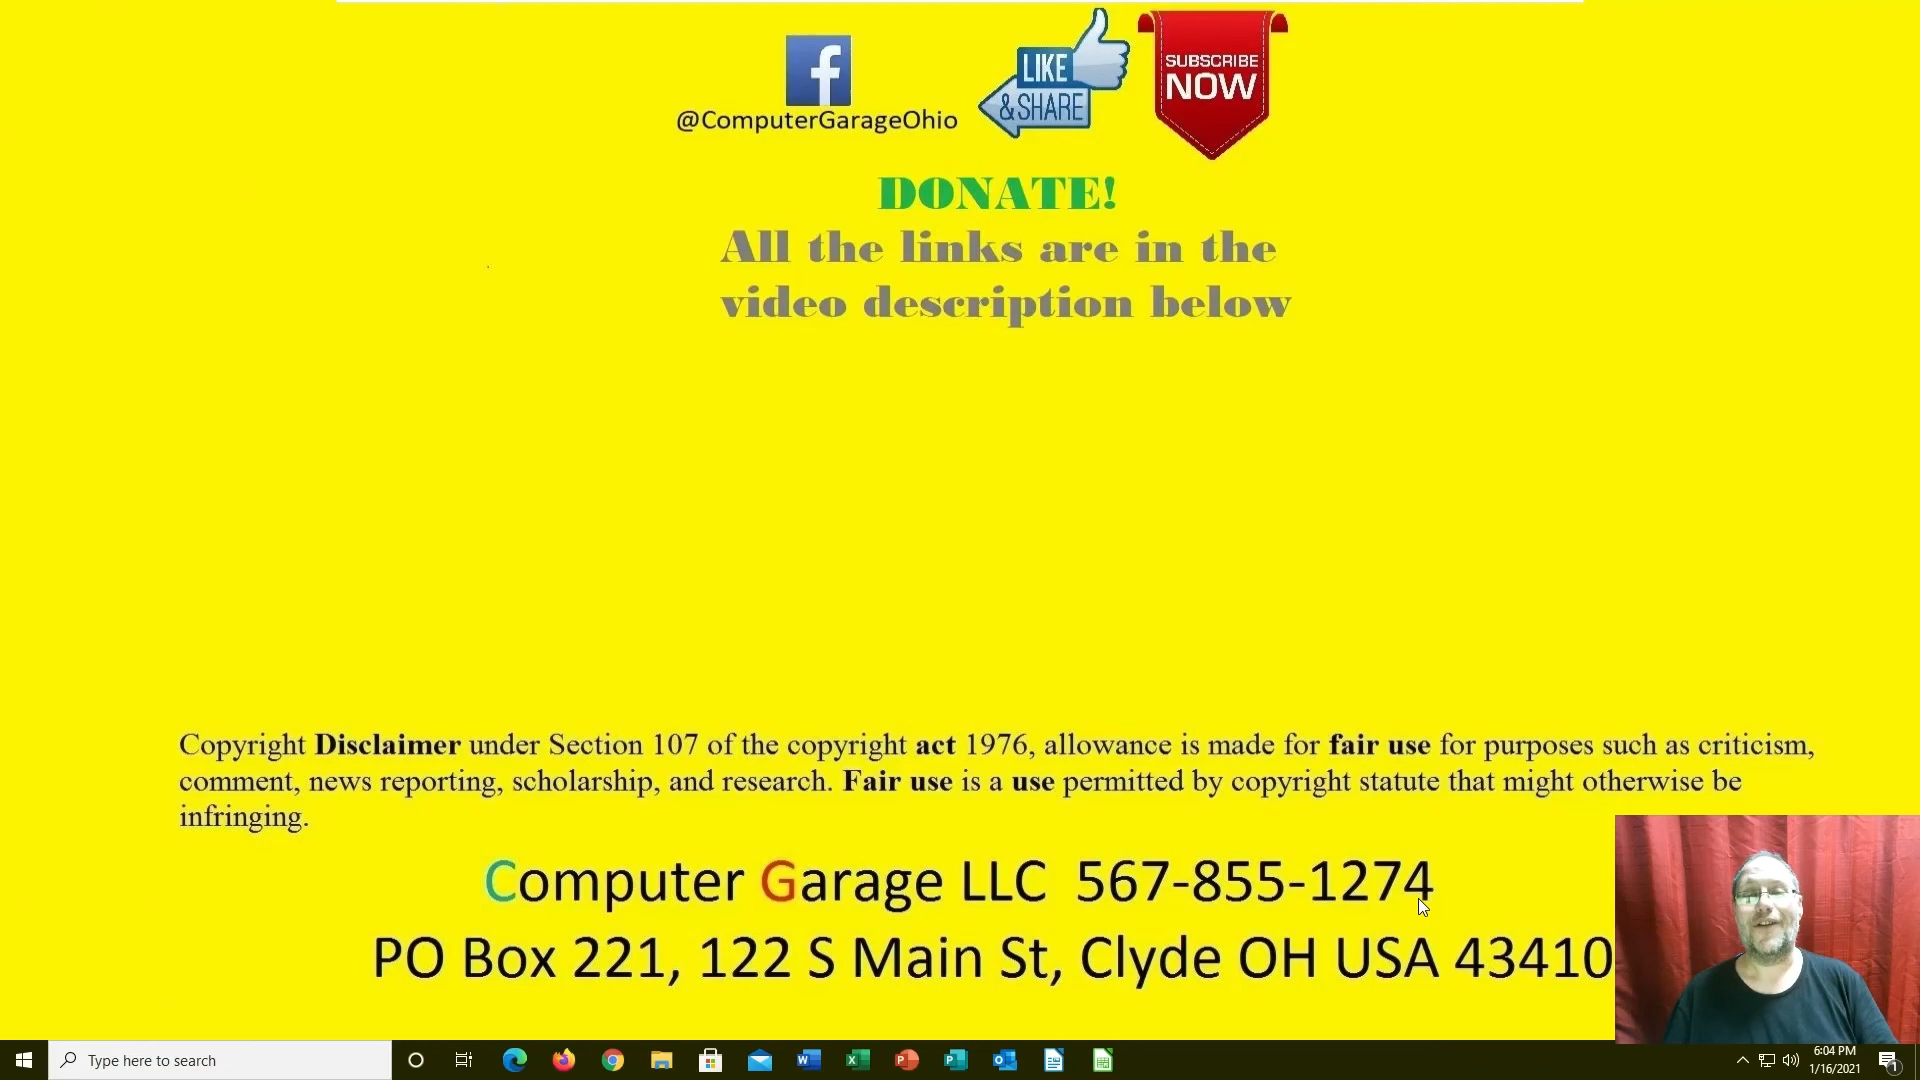 f
@ComputerGarageOhio
LIKE
& SHARE
SUBSCRIBE
NOW
DONATE!
All the links are in the
video description below
Copyright Disclaimer under Section 107 of the copyright act 1976, allowance is made for fair use for purposes such as criticism,
comment, news reporting, scholarship, and research. Fair use is a use permitted by copyright statute that might otherwise be
infringing.
Computer Garage LLC 567-855-1274
PO Box 221, 122 S Main St, Clyde OH USA 43410
Type here to search
W
X
P
P
O
6:04 PM
1/16/2021
1